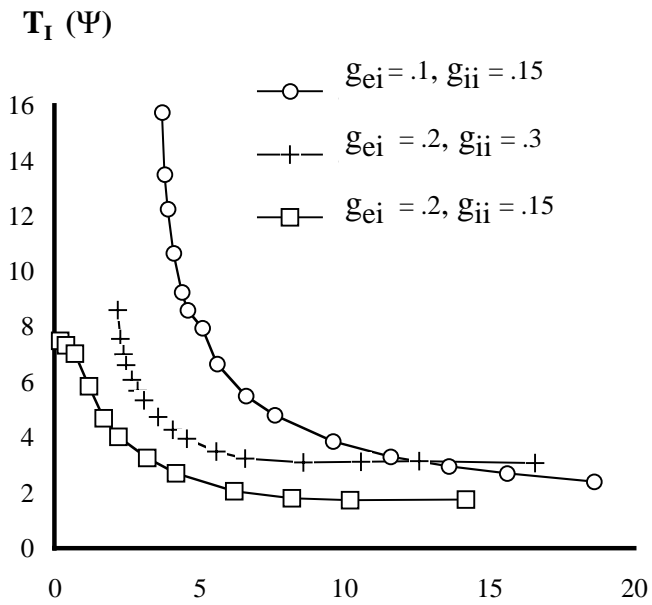 T_I (Ψ)
g_ei = .1, g_ii = .15
g_ei = .2, g_ii = .3
g_ei = .2, g_ii = .15
16
14
12
10
8
6
4
2
0
0 5 10 15 20